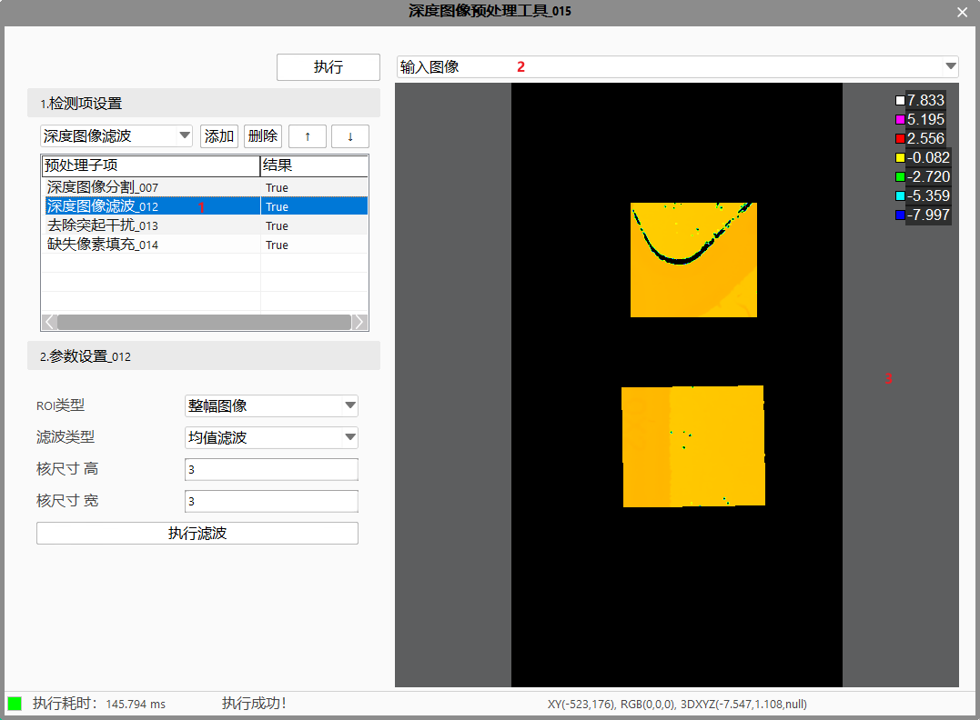 深度图像预处理工具_015
执行
输入图像 2
1.检测项设置
深度图像滤波 添加 删除 ↑ ↓
预处理子项 结果
深度图像分割_007 True
深度图像滤波_012 1 True
去除突起干扰_013 True
缺失像素填充_014 True
2.参数设置_012
ROI类型 整幅图像
滤波类型 均值滤波
核尺寸 高 3
核尺寸 宽 3
执行滤波
7.833
5.195
2.556
-0.082
-2.720
-5.359
-7.997
3
执行耗时: 145.794 ms 执行成功! XY(-523,176), RGB(0,0,0), 3DXYZ(-7.547,1.108,null)